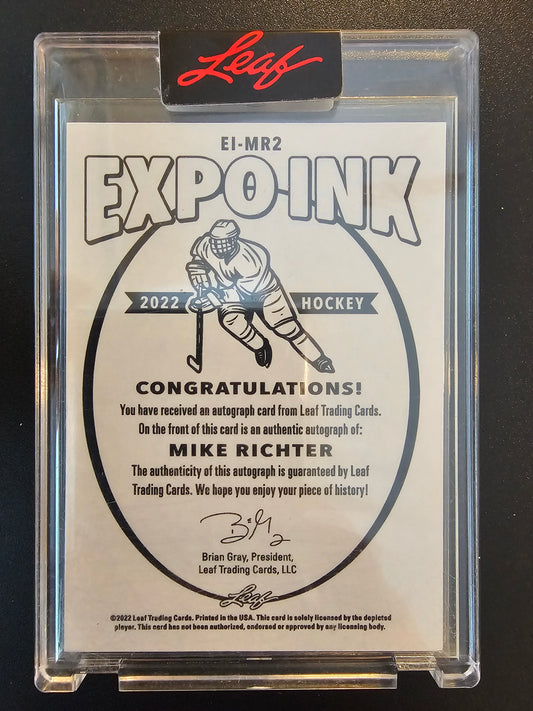 Leaf
EI-MR2
EXPO-INK
2022 HOCKEY
CONGRATULATIONS!
You have received an autograph card from Leaf Trading Cards.
On the front of this card is an authentic autograph of:
MIKE RICHTER
The authenticity of this autograph is guaranteed by Leaf
Trading Cards. We hope you enjoy your piece of history!
Brian Gray, President,
Leaf Trading Cards, LLC
Leaf
©2022 Leaf Trading Cards. Printed in the USA. This card is solely licensed by the depicted
player. This card has not been authorized, endorsed or approved by any licensing body.